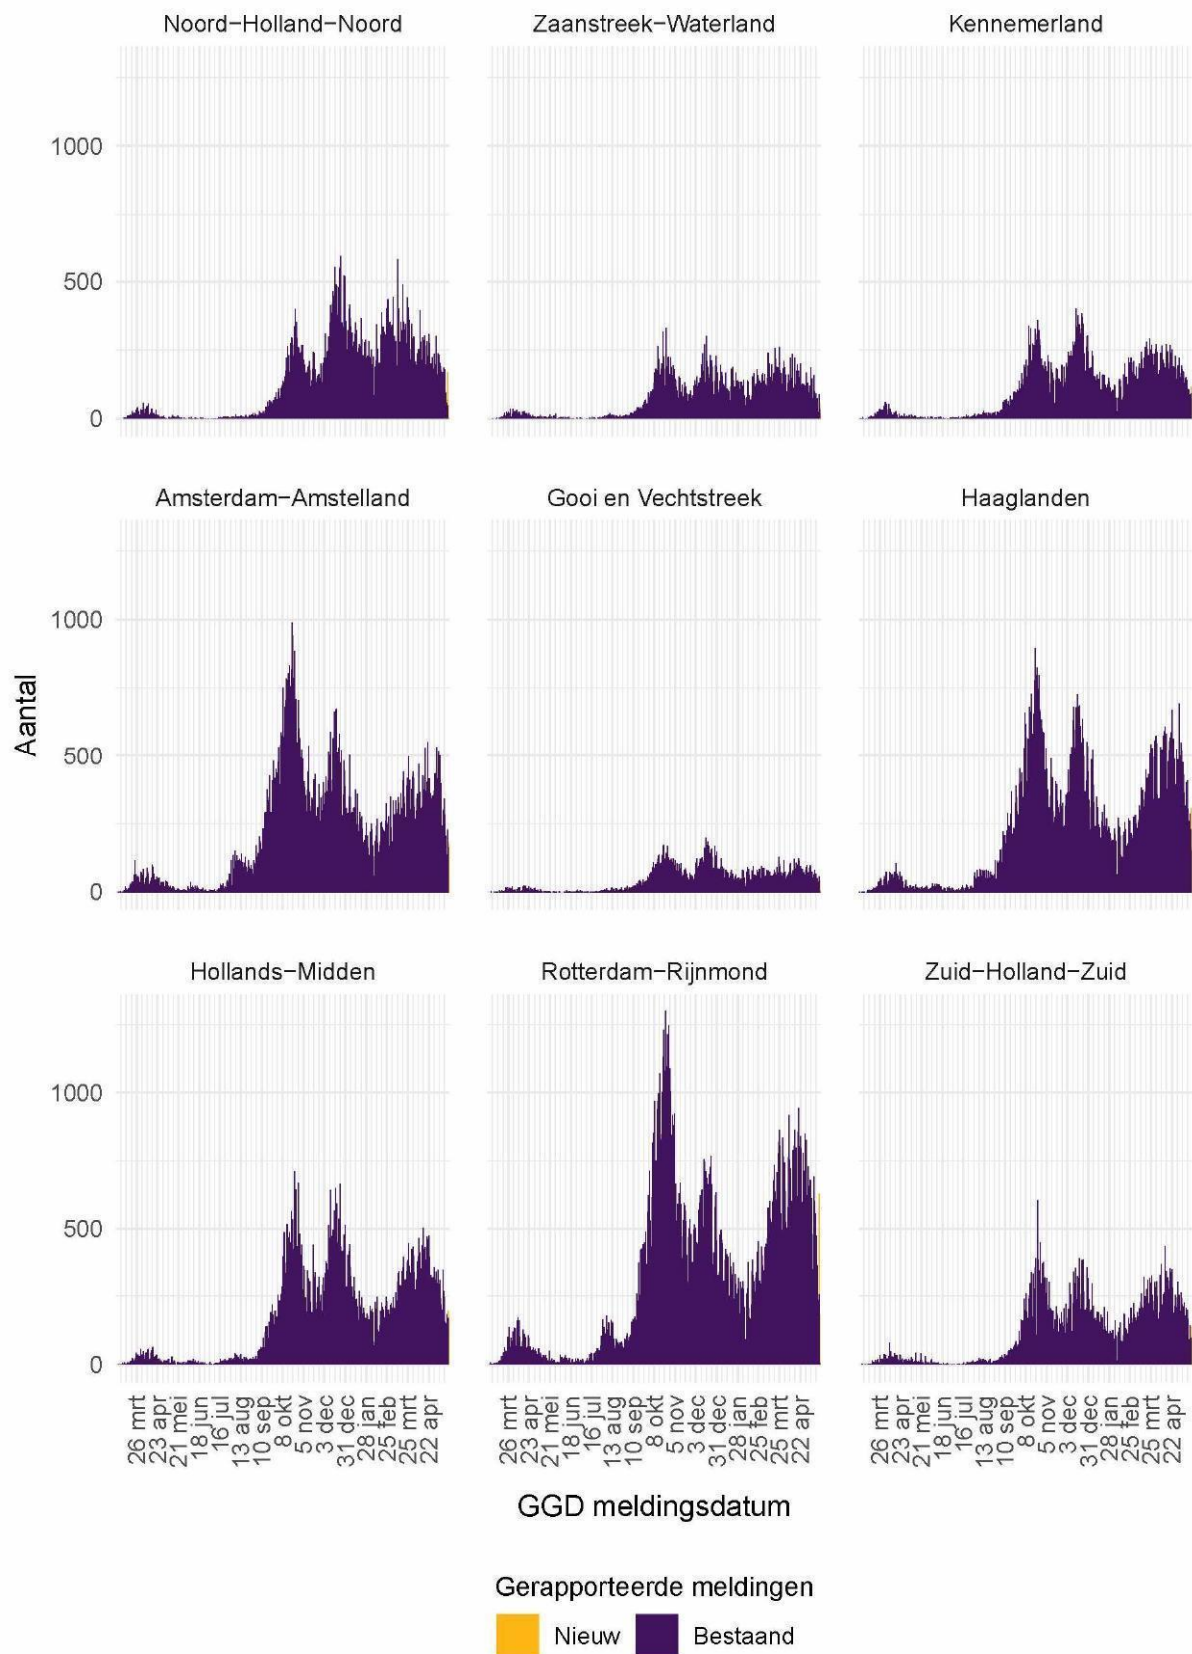 Noord-Holland-Noord Zaanstreek-Waterland Kennemerland
1000
500
0
Amsterdam-Amstelland Gooi en Vechtstreek Haaglanden
1000
500
0
Aantal
Hollands-Midden Rotterdam-Rijnmond Zuid-Holland-Zuid
1000
500
0
26 mrt 23 apr 21 mei 18 jun 16 jul 13 aug 10 sep 8 okt 5 nov 3 dec 31 dec 28 jan 25 feb 25 mrt 22 apr
26 mrt 23 apr 21 mei 18 jun 16 jul 13 aug 10 sep 8 okt 5 nov 3 dec 31 dec 28 jan 25 feb 25 mrt 22 apr
26 mrt 23 apr 21 mei 18 jun 16 jul 13 aug 10 sep 8 okt 5 nov 3 dec 31 dec 28 jan 25 feb 25 mrt 22 apr
GGD meldingsdatum
Gerapporteerde meldingen
Nieuw Bestaand